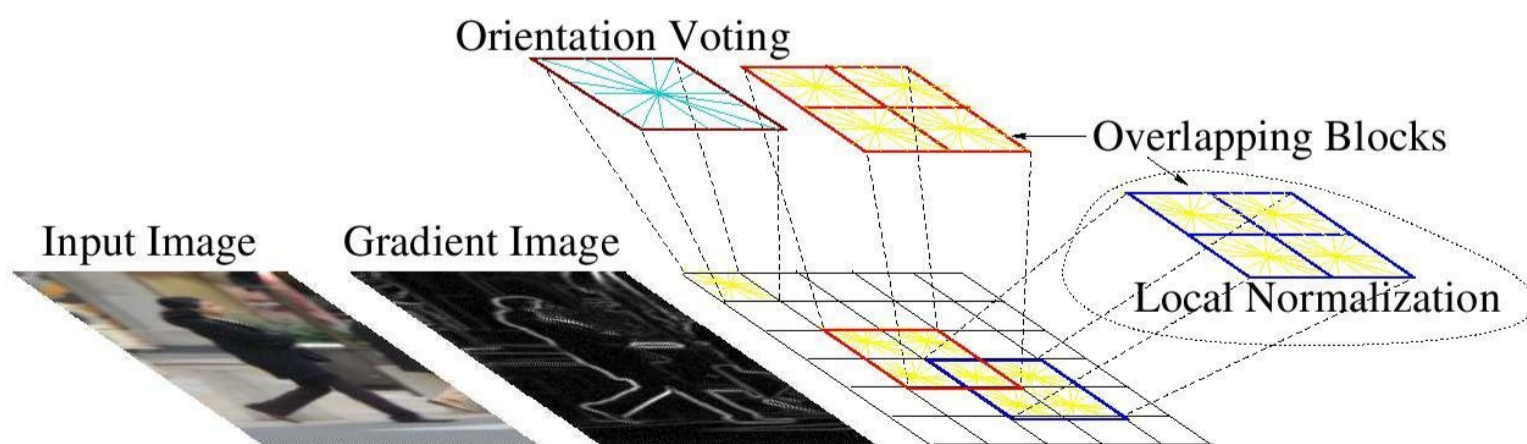 Orientation Voting
Overlapping Blocks
Input Image
Gradient Image
Local Normalization